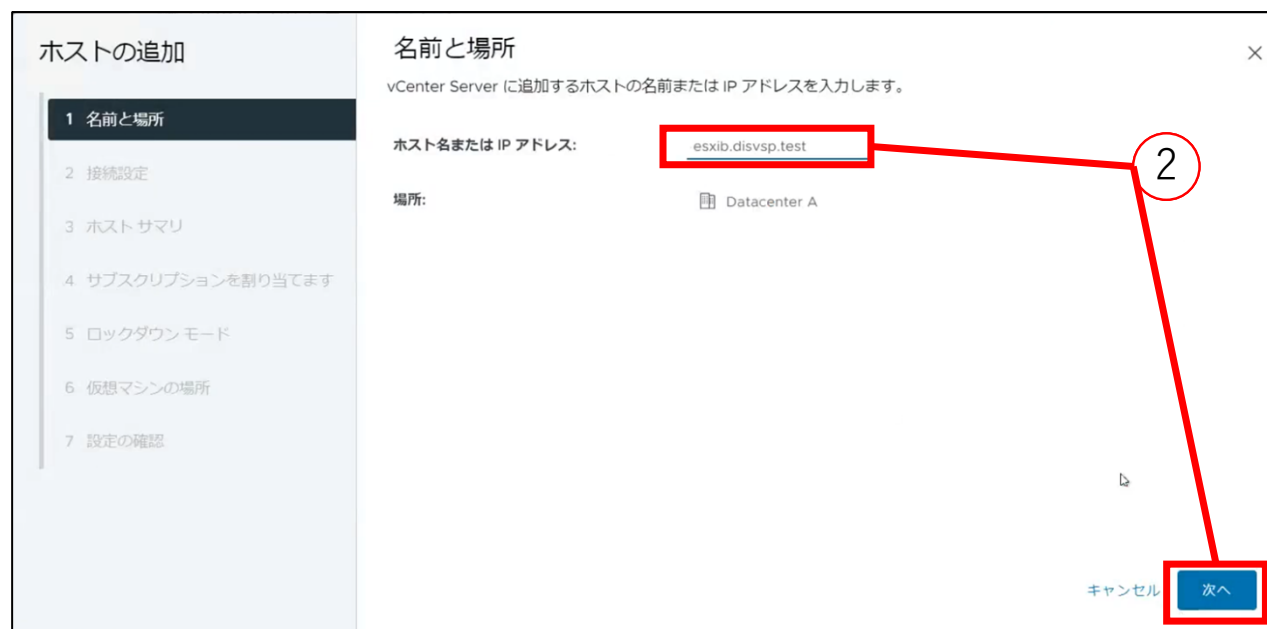 ホストの追加
1 名前と場所
2 接続設定
3 ホスト サマリ
4 サブスクリプションを割り当てます
5 ロックダウン モード
6 仮想マシンの場所
7 設定の確認
名前と場所
vCenter Server に追加するホストの名前または IP アドレスを入力します。
ホスト名または IP アドレス: esxib.disvsp.test
場所: Datacenter A
2
キャンセル 次へ